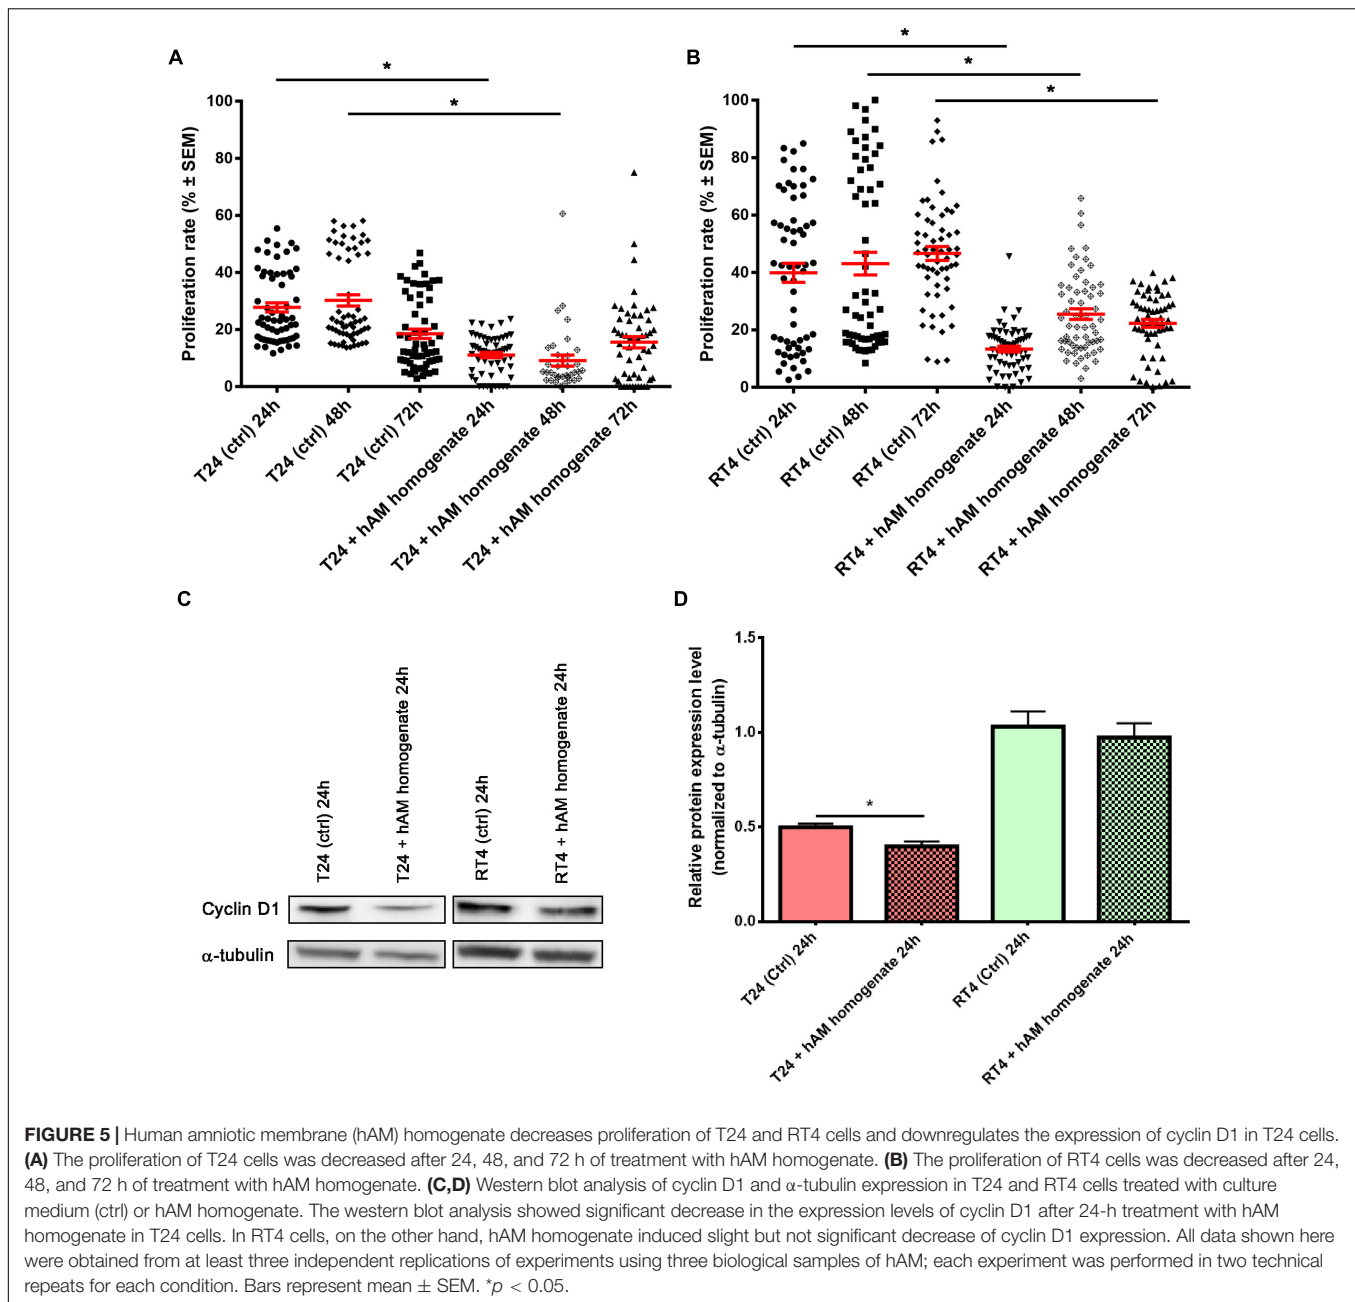 A
*
*
Proliferation rate (% ± SEM)
100
80
60
40
20
0
T24 (ctrl) 24h
T24 (ctrl) 48h
T24 (ctrl) 72h
T24 + hAM homogenate 24h
T24 + hAM homogenate 48h
T24 + hAM homogenate 72h
B
*
*
*
Proliferation rate (% ± SEM)
100
80
60
40
20
0
RT4 (ctrl) 24h
RT4 (ctrl) 48h
RT4 (ctrl) 72h
RT4 + hAM homogenate 24h
RT4 + hAM homogenate 48h
RT4 + hAM homogenate 72h
C
T24 (ctrl) 24h
T24 + hAM homogenate 24h
RT4 (ctrl) 24h
RT4 + hAM homogenate 24h
Cyclin D1
α-tubulin
D
Relative protein expression level
(normalized to α-tubulin)
1.5
1.0
0.5
0.0
*
T24 (Ctrl) 24h
T24 + hAM homogenate 24h
RT4 (Ctrl) 24h
RT4 + hAM homogenate 24h
FIGURE 5 | Human amniotic membrane (hAM) homogenate decreases proliferation of T24 and RT4 cells and downregulates the expression of cyclin D1 in T24 cells.
(A) The proliferation of T24 cells was decreased after 24, 48, and 72 h of treatment with hAM homogenate. (B) The proliferation of RT4 cells was decreased after 24,
48, and 72 h of treatment with hAM homogenate. (C,D) Western blot analysis of cyclin D1 and α-tubulin expression in T24 and RT4 cells treated with culture
medium (ctrl) or hAM homogenate. The western blot analysis showed significant decrease in the expression levels of cyclin D1 after 24-h treatment with hAM
homogenate in T24 cells. In RT4 cells, on the other hand, hAM homogenate induced slight but not significant decrease of cyclin D1 expression. All data shown here
were obtained from at least three independent replications of experiments using three biological samples of hAM; each experiment was performed in two technical
repeats for each condition. Bars represent mean ± SEM. *p < 0.05.